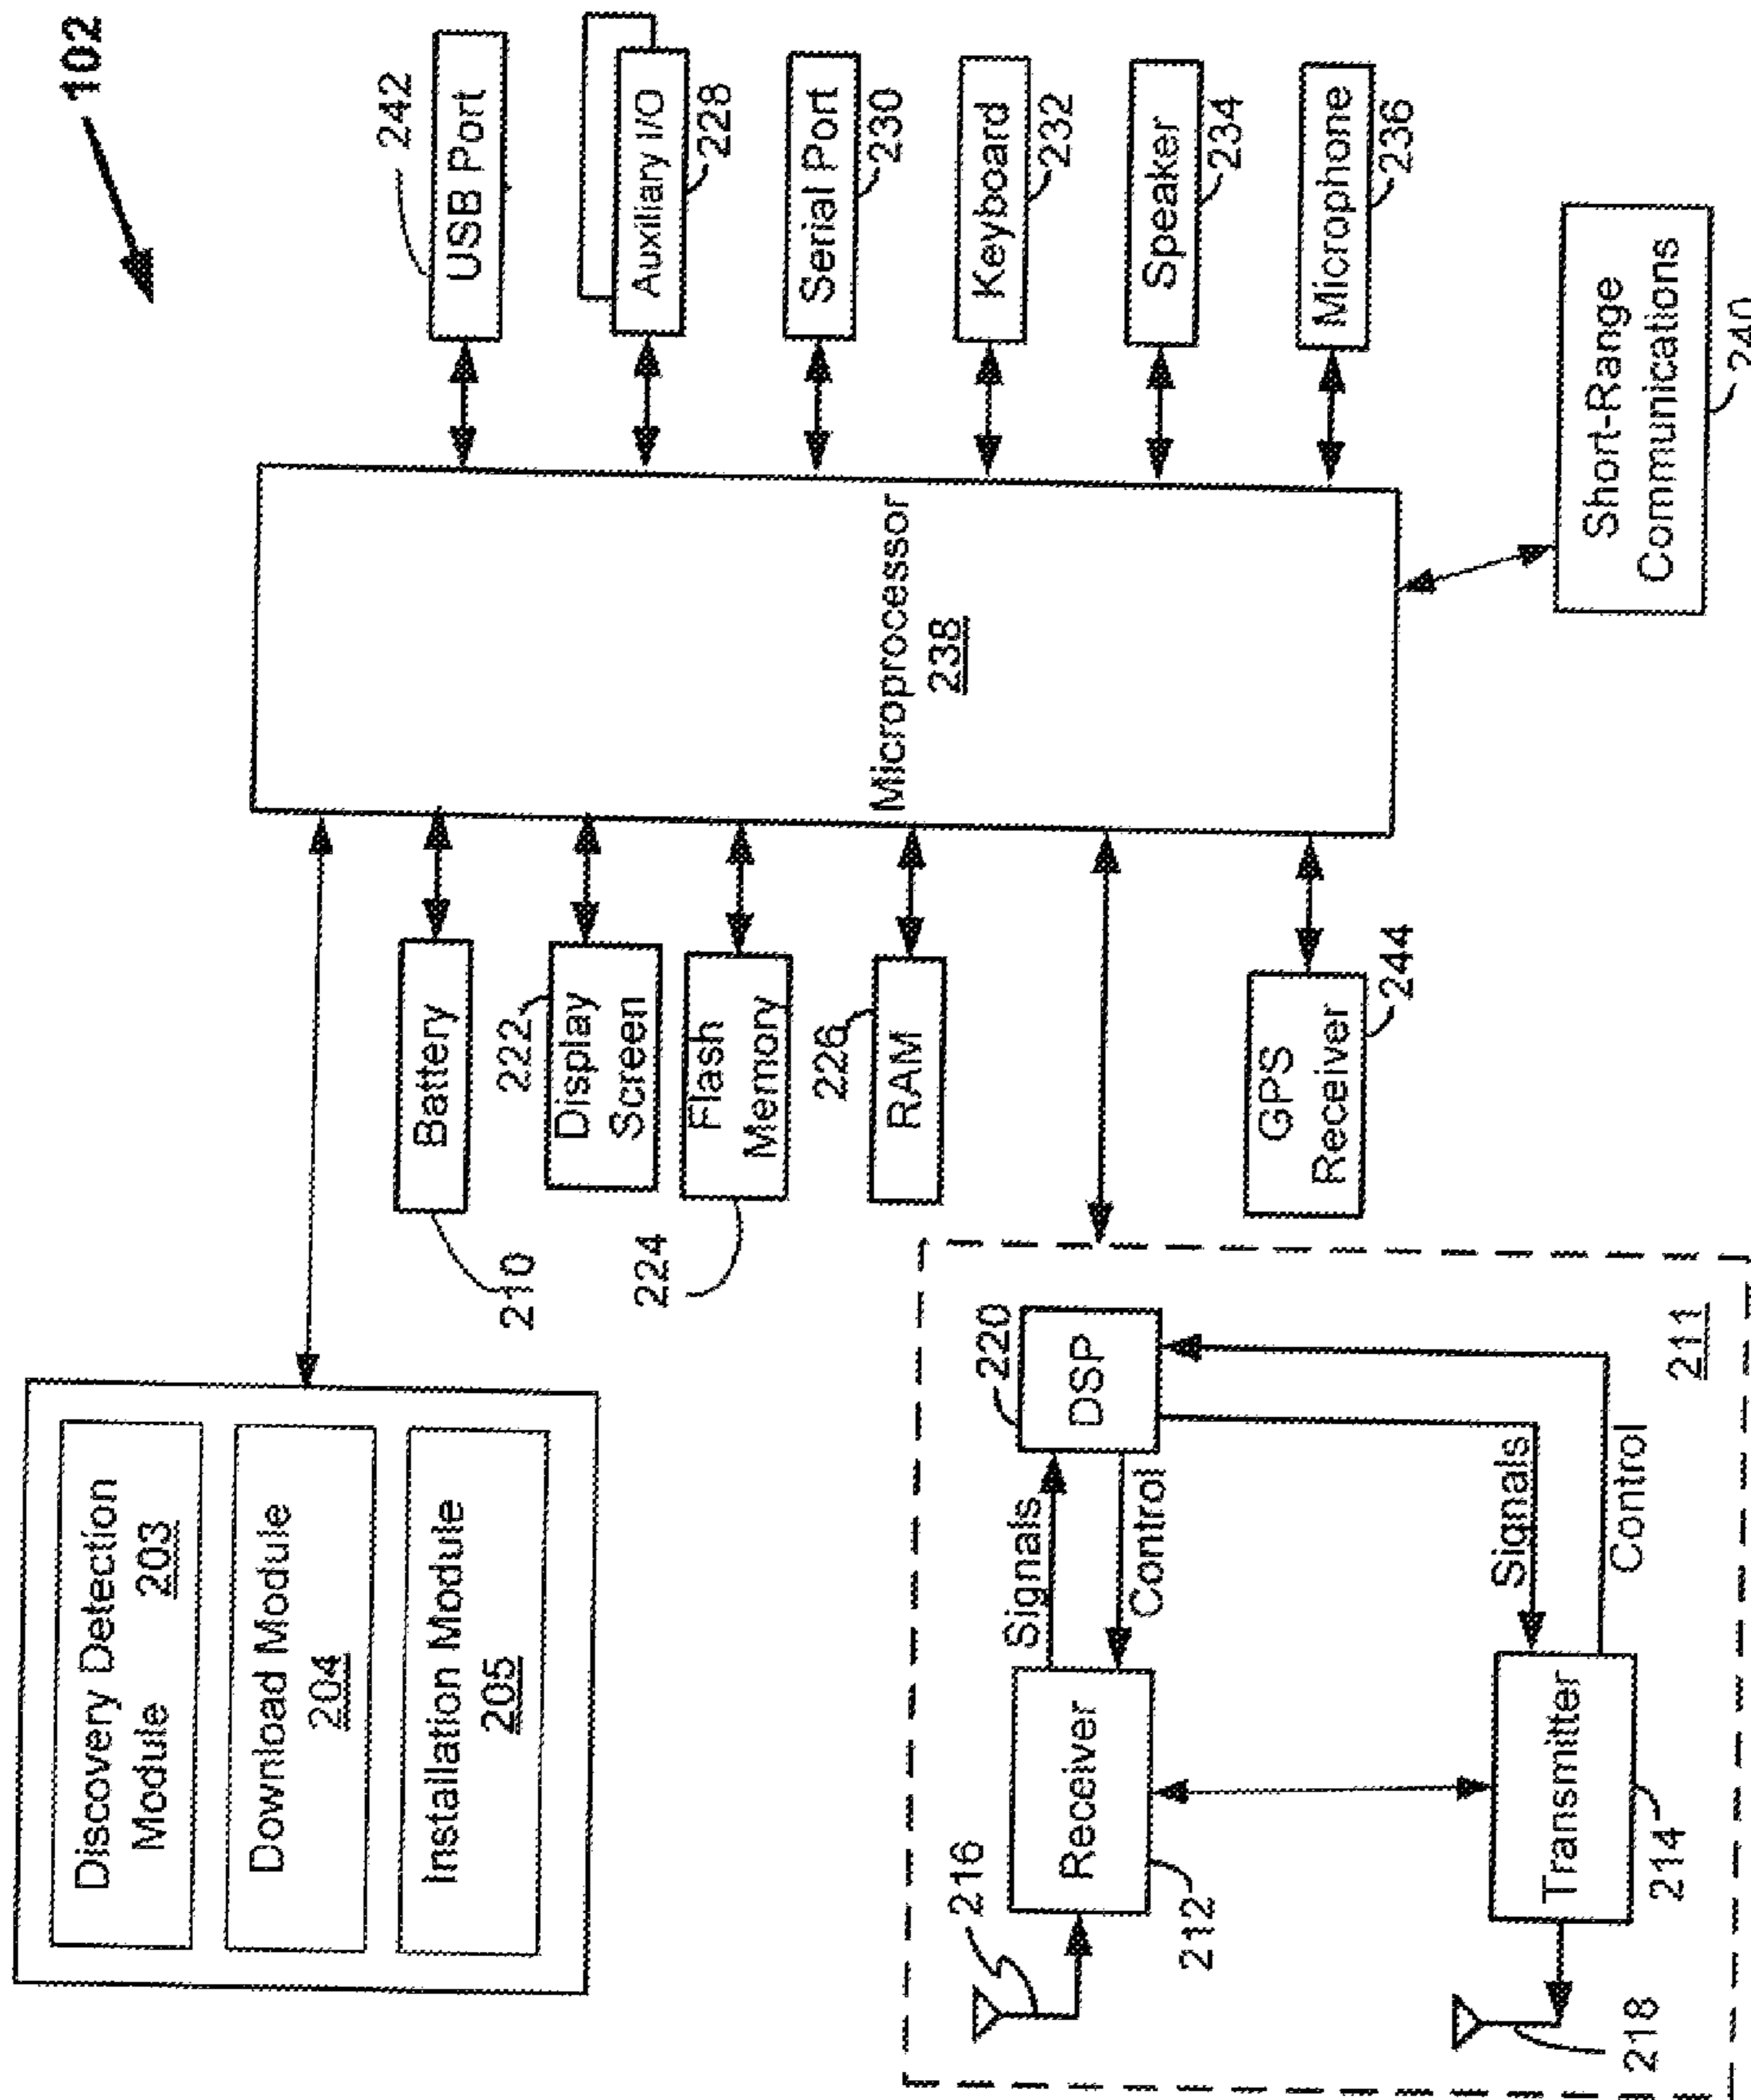 102
Discovery Detection
Module 203
Download Module
204
Installation Module
205
Battery
210
222
Display
Screen
Flash
Memory
224
226
RAM
GPS
Receiver
244
Microprocessor
238
242
USB Port
Auxiliary I/O
228
Serial Port
230
Keyboard
232
Speaker
234
Microphone
236
Short-Range
Communications
240
220
DSP
Signals
Control
216
Receiver
212
Signals
Control
Transmitter
214
218
211